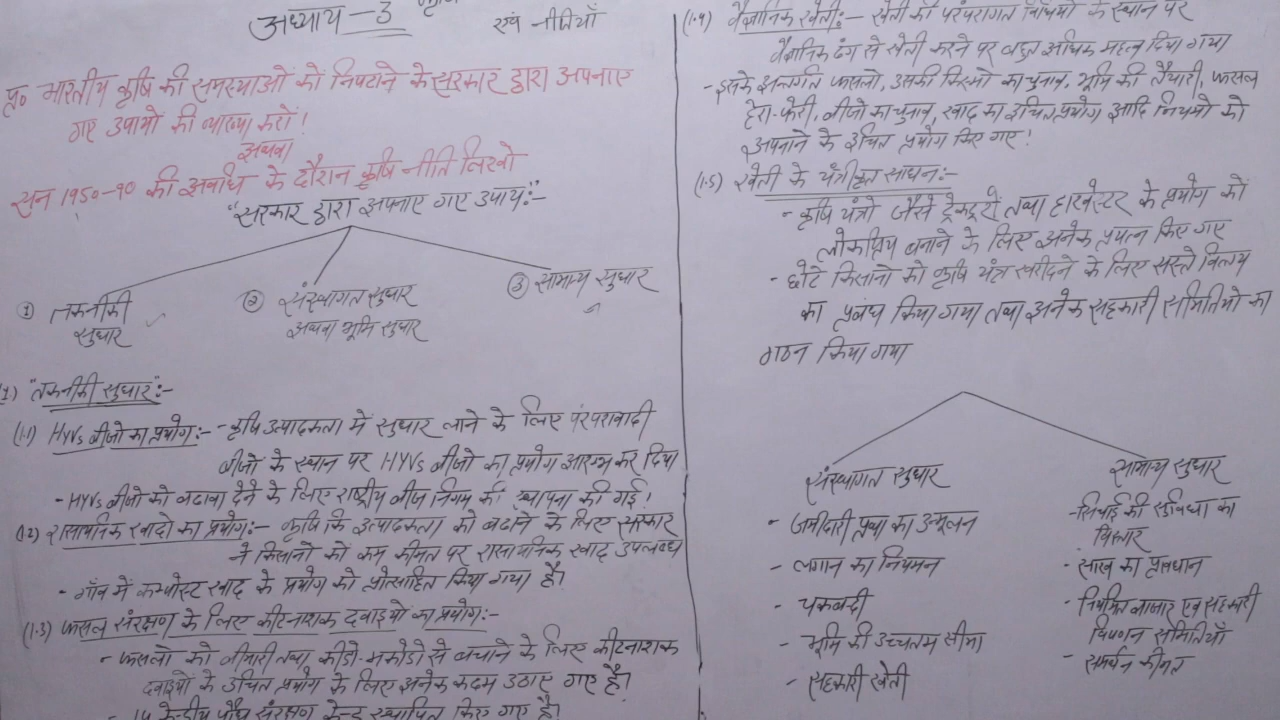 अध्याय-3
एवं नीतियाँ
प्र० भारतीय कृषि की समस्याओं को निपटाने के सरकार द्वारा अपनाए
गए उपायो की व्याख्या करों।
अथवा
सन 1950-90 की अवधि के दौरान कृषि नीति लिखो
"सरकार द्वारा अपनाए गए उपाय":-
① तकनीकी
सुधार
② संस्थागत सुधार
अथवा भूमि सुधार
③ सामान्य सुधार
(1) "तकनीकी सुधार":-
(1.1) HYVs बीजो का प्रयोग:- - कृषि उत्पादकता में सुधार लाने के लिए परंपरावादी
बीजों के स्थान पर HYVs बीजो का प्रयोग आरम्भ कर दिया
- HYVs बीजो को बढावा देने के लिए राष्ट्रीय बीज निगम की स्थापना की गई।
(1.2) रासायनिक खादो का प्रयोग:- कृषि कि उत्पादकता को बढाने के लिए सरकार
ने किसानो को कम कीमत पर रासायनिक खाद उपलब्ध
- गाँव में कम्पोस्ट खाद के प्रयोग को प्रोत्साहित किया गया है।
(1.3) फसल संरक्षण के लिए कीटनाशक दवाइयो का प्रयोग:-
- फसलो को बीमारी तथा कीडो-मकोडो से बचाने के लिए कीटनाशक
दवाइयो के उचित प्रयोग के लिए अनेक कदम उठाए गए है।
- 14 केन्द्रीय पौध संरक्षण केन्द्र स्थापित किए गए है।
(1.4) वैज्ञानिक खेती:- खेती की परंपरागत विधियो के स्थान पर
वैज्ञानिक ढंग से खेती करने पर बहुत अधिक महत्व दिया गया
- इसके अन्तर्गत फसलो, उसकी किस्मो का चुनाव, भूमि की तैयारी, फसल
हेरा-फेरी, बीजो का चुनाव, खाद का उचित प्रयोग आदि नियमो को
अपनाने के उचित प्रयोग किए गए।
(1.5) खेती के यंत्रीकृत साधन:-
- कृषि यंत्रो जैसे ट्रेक्टरो तथा हारवेस्टर के प्रयोग को
लोकप्रिय बनाने के लिए अनेक प्रयत्न किए गए
- छोटे किसानो को कृषि यंत्र खरीदने के लिए सस्ते वित्तय
का प्रबंध किया गया तथा अनेक सहकारी समितियो का
गठन किया गया
संस्थागत सुधार
- जमीदारी प्रथा का उन्मूलन
- लगान का नियमन
- चकबन्दी
- भूमि की उच्चतम सीमा
- सहकारी खेती
सामान्य सुधार
- सिंचाई की सुविधा का
विस्तार
- साख का प्रावधान
- नियमित बाजार एव सहकारी
विपणन समितियाँ
- समर्थन कीमत